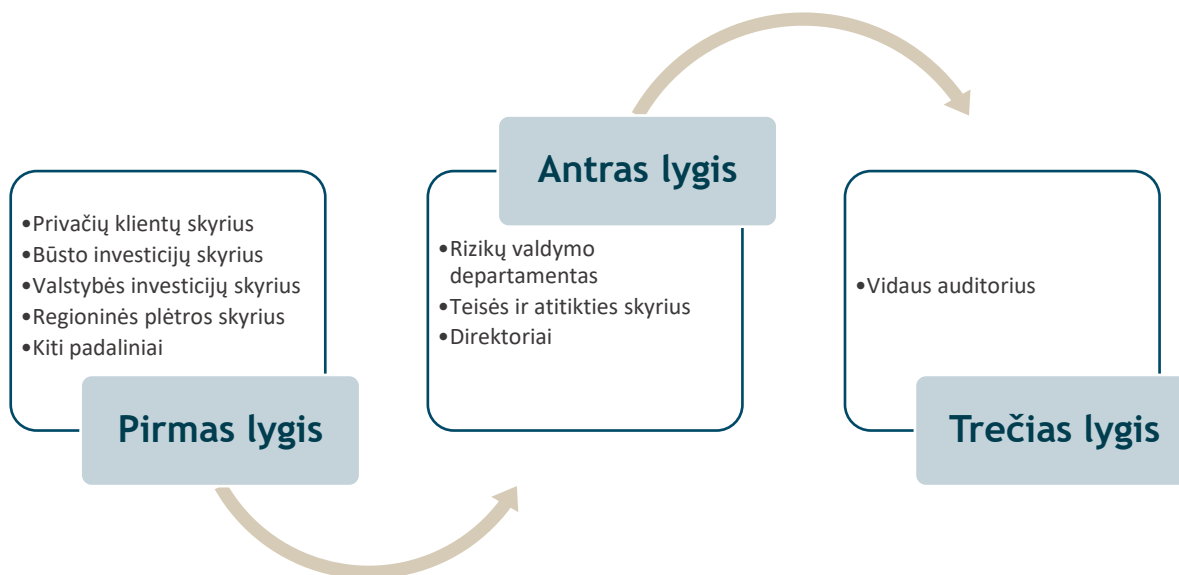 •Privačių klientų skyrius
•Būsto investicijų skyrius
•Valstybės investicijų skyrius
•Regioninės plėtros skyrius
•Kiti padaliniai
Pirmas lygis
Antras lygis
•Rizikų valdymo
departamentas
•Teisės ir atitikties skyrius
•Direktoriai
•Vidaus auditorius
Trečias lygis